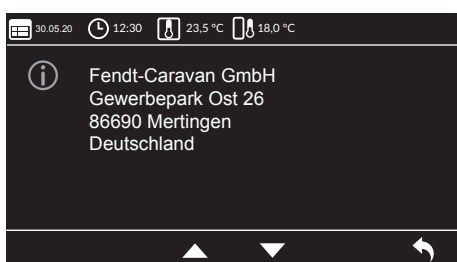 30.05.20 12:30 23,5 °C 18,0 °C
Fendt-Caravan GmbH
Gewerbepark Ost 26
86690 Mertingen
Deutschland